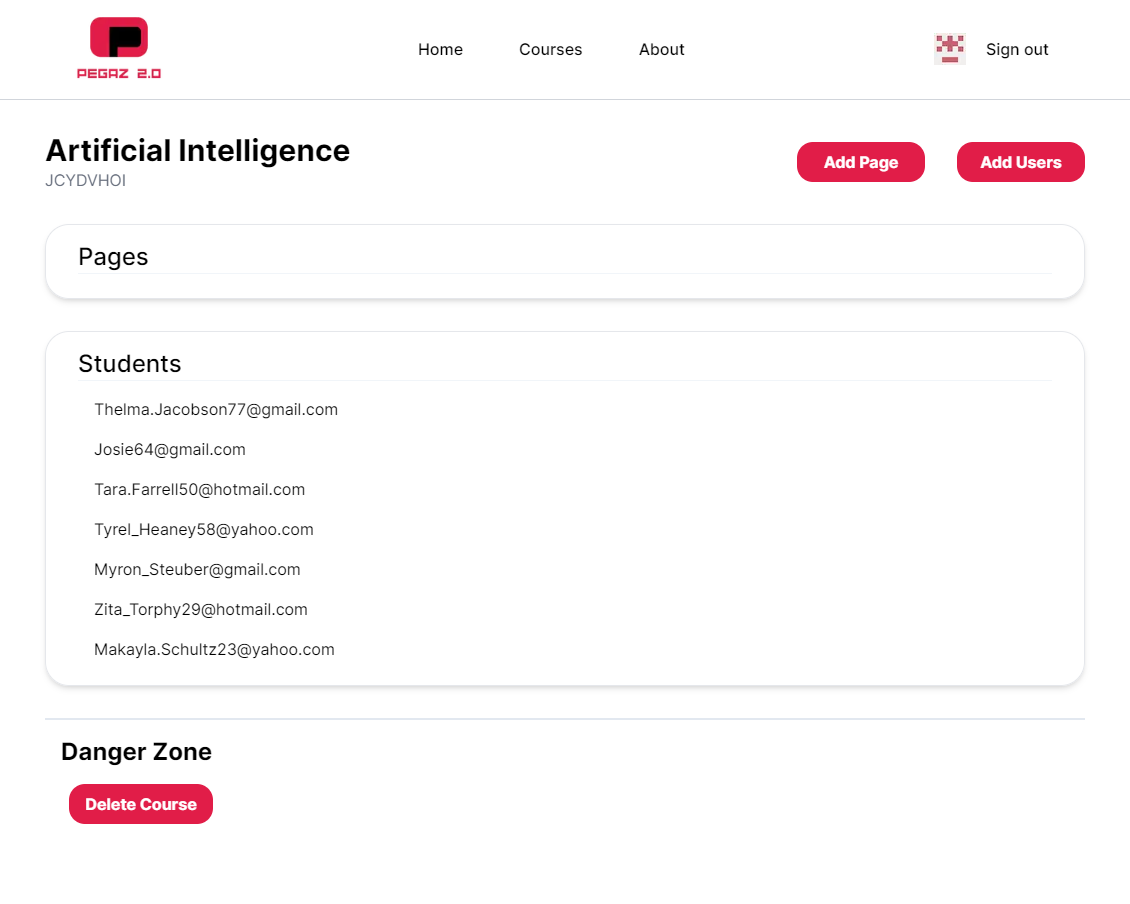 PEGAZ 2.0
Home Courses About Sign out
Artificial Intelligence
JCYDVHOI
Add Page Add Users
Pages
Students
Thelma.Jacobson77@gmail.com
Josie64@gmail.com
Tara.Farrell50@hotmail.com
Tyrel_Heaney58@yahoo.com
Myron_Steuber@gmail.com
Zita_Torphy29@hotmail.com
Makayla.Schultz23@yahoo.com
Danger Zone
Delete Course